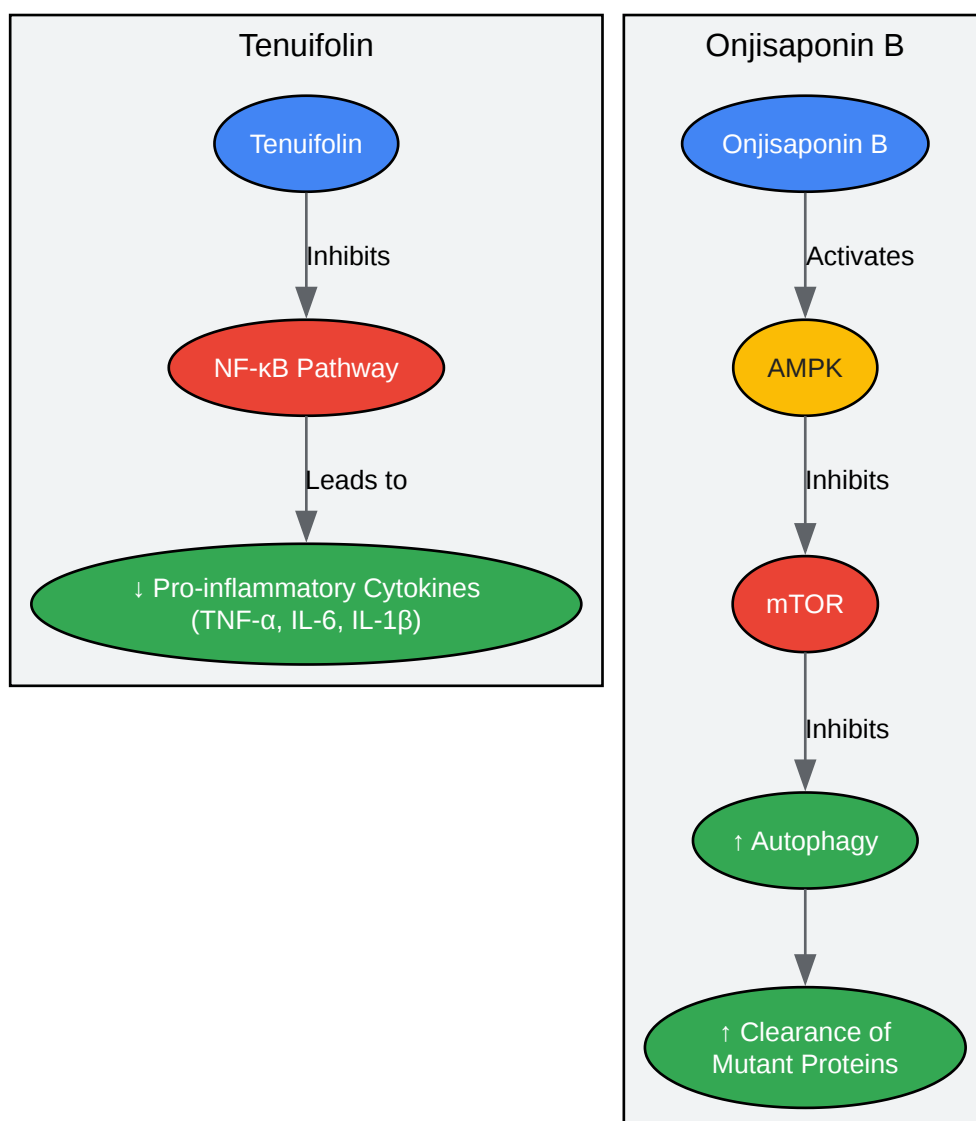 Tenuifolin
Tenuifolin
Inhibits
NF-κB Pathway
Leads to
↓ Pro-inflammatory Cytokines
(TNF-α, IL-6, IL-1β)
Onjisaponin B
Onjisaponin B
Activates
AMPK
Inhibits
mTOR
Inhibits
↑ Autophagy
↑ Clearance of
Mutant Proteins